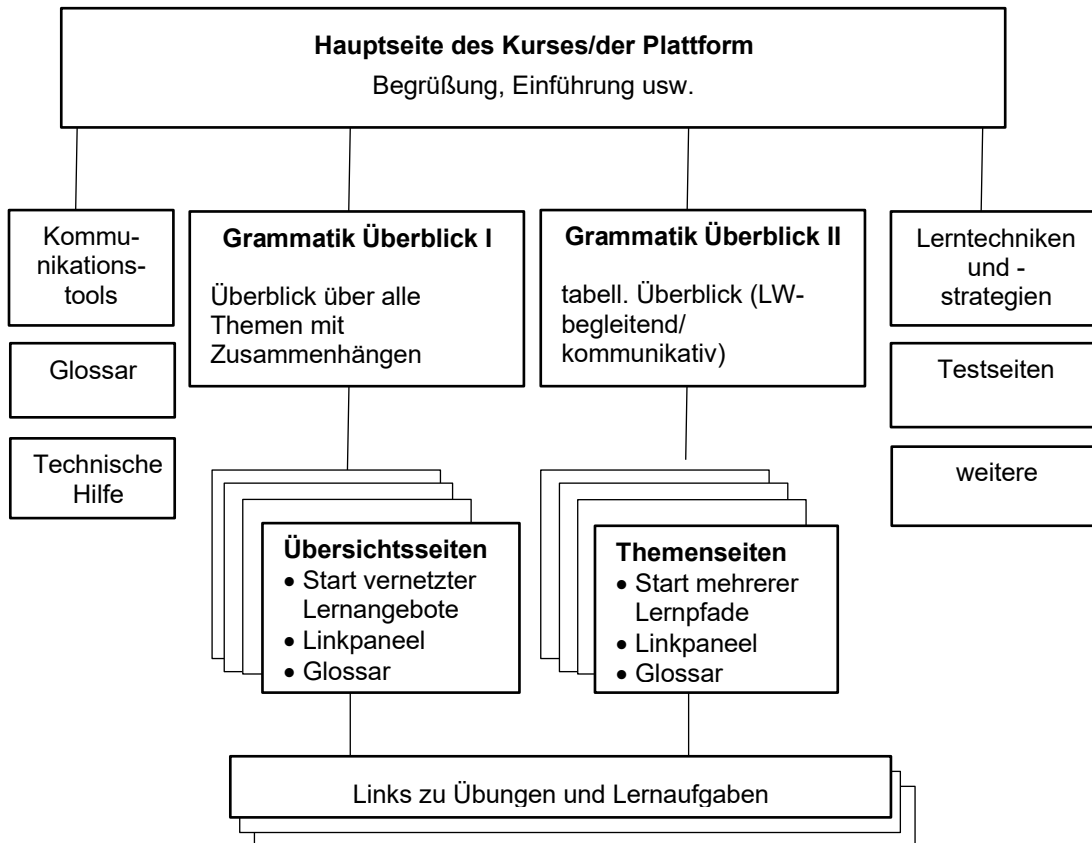 Hauptseite des Kurses/der Plattform
Begrüßung, Einführung usw.
Kommu-
nikations-
tools
Glossar
Technische
Hilfe
Grammatik Überblick I
Überblick über alle
Themen mit
Zusammenhängen
Grammatik Überblick II
tabell. Überblick (LW-
begleitend/
kommunikativ)
Lerntechniken
und -
strategien
Testseiten
weitere
Übersichtsseiten
• Start vernetzter
Lernangebote
• Linkpaneel
• Glossar
Themenseiten
• Start mehrerer
Lernpfade
• Linkpaneel
• Glossar
Links zu Übungen und Lernaufgaben